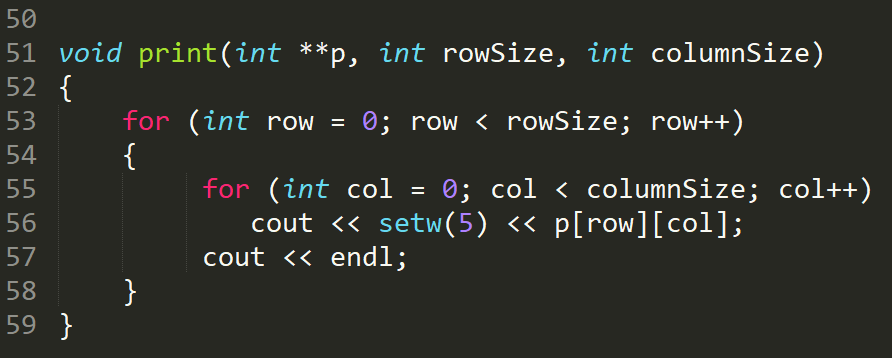 50
51 void print(int **p, int rowSize, int columnSize)
52 {
53     for (int row = 0; row < rowSize; row++)
54     {
55         for (int col = 0; col < columnSize; col++)
56            cout << setw(5) << p[row][col];
57         cout << endl;
58     }
59 }